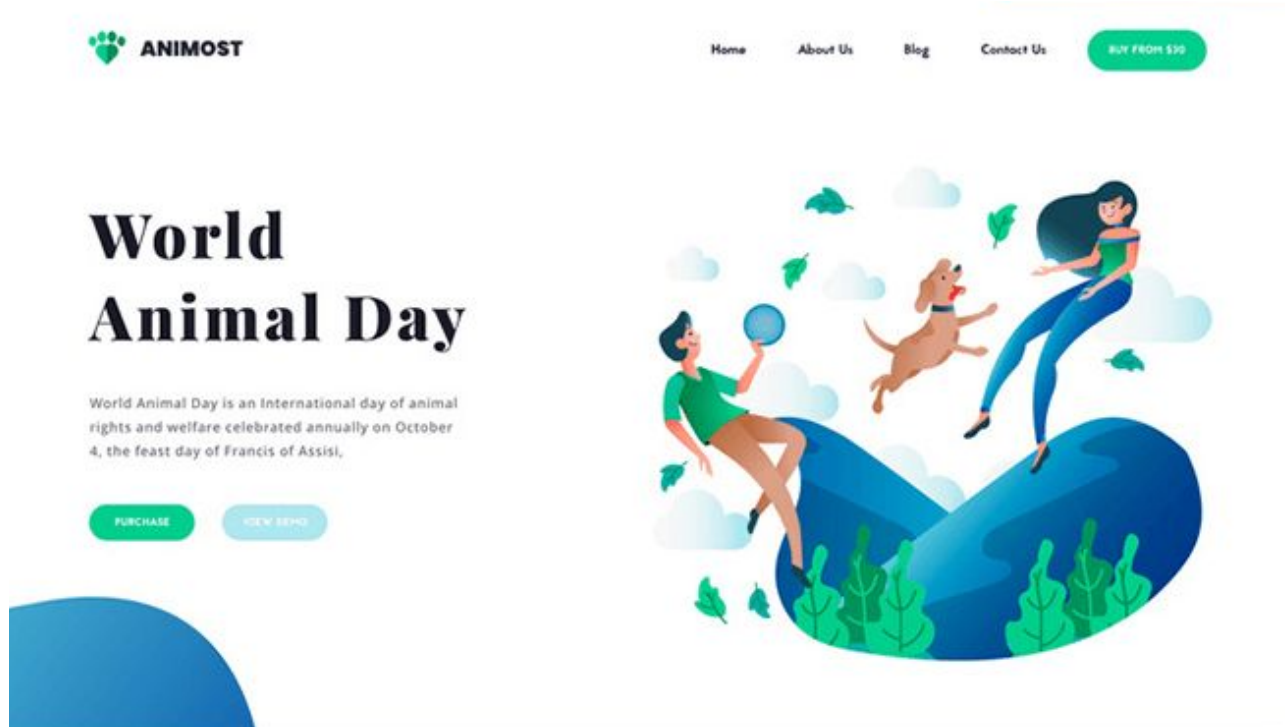 ANIMOST
Home About Us Blog Contact Us BUY FROM $30
World
Animal Day
World Animal Day is an International day of animal
rights and welfare celebrated annually on October
4, the feast day of Francis of Assisi,
PURCHASE VIEW DEMO